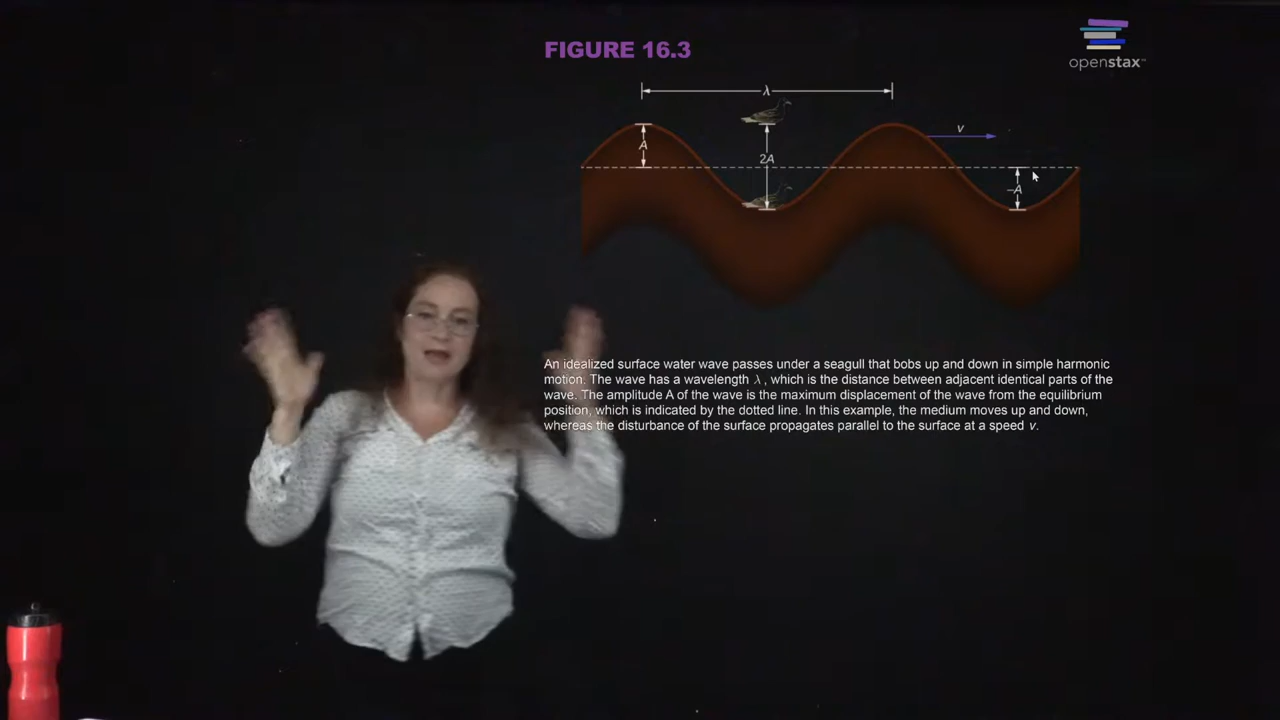 FIGURE 16.3
openstax™
λ
A
2A
v
–A
An idealized surface water wave passes under a seagull that bobs up and down in simple harmonic
motion. The wave has a wavelength λ , which is the distance between adjacent identical parts of the
wave. The amplitude A of the wave is the maximum displacement of the wave from the equilibrium
position, which is indicated by the dotted line. In this example, the medium moves up and down,
whereas the disturbance of the surface propagates parallel to the surface at a speed v.